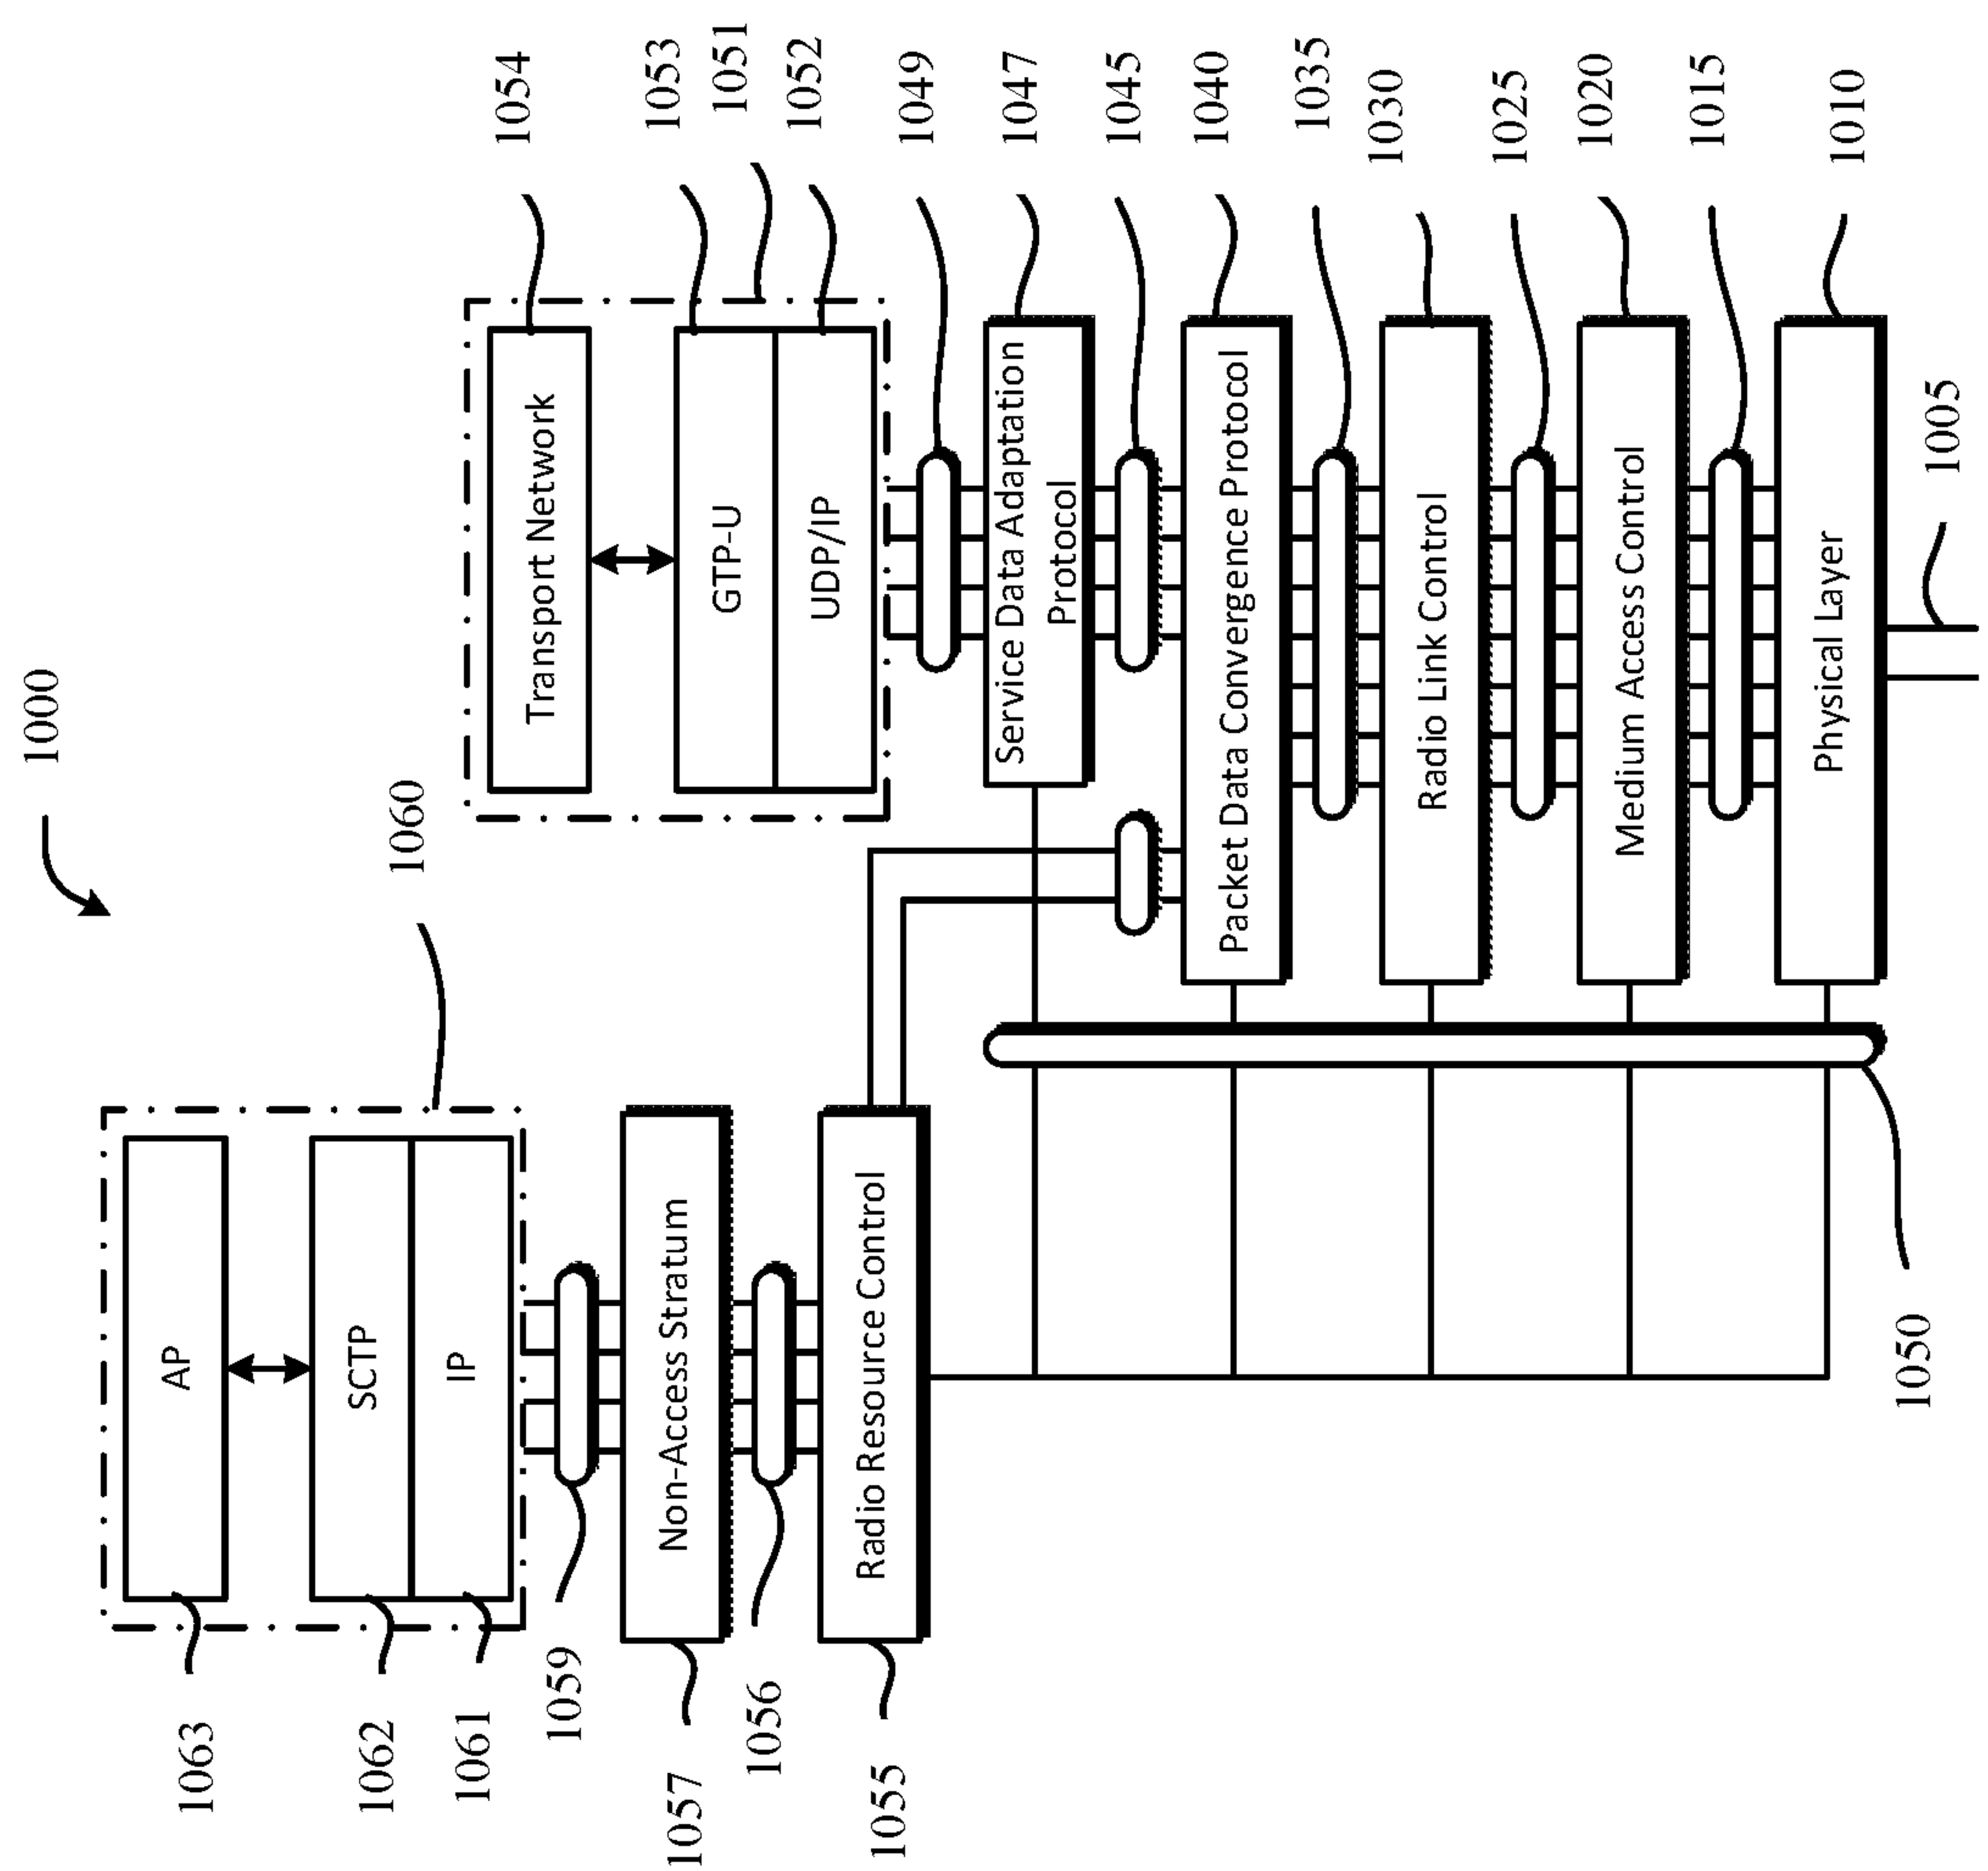 1000
1060
AP
SCTP
IP
1063
1062
1061
1059
Non-Access Stratum
1057
1056
Radio Resource Control
1055
1054
1053
1051
1052
Transport Network
GTP-U
UDP/IP
1049
Service Data Adaptation
Protocol
1047
1045
Packet Data Convergence Protocol
1040
1035
Radio Link Control
1030
1025
Medium Access Control
1020
1015
Physical Layer
1010
1005
1050